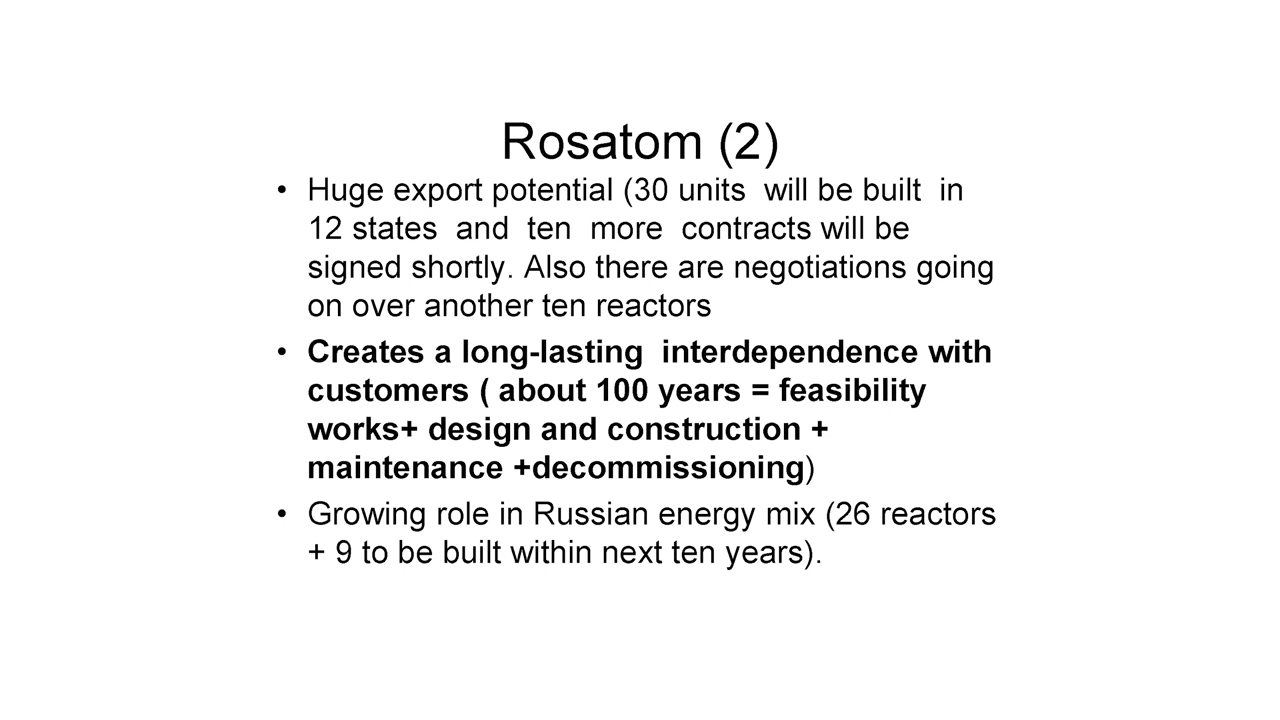 Rosatom (2)
• Huge export potential (30 units will be built in
12 states and ten more contracts will be
signed shortly. Also there are negotiations going
on over another ten reactors
• Creates a long-lasting interdependence with
customers ( about 100 years = feasibility
works+ design and construction +
maintenance +decommissioning)
• Growing role in Russian energy mix (26 reactors
+ 9 to be built within next ten years).